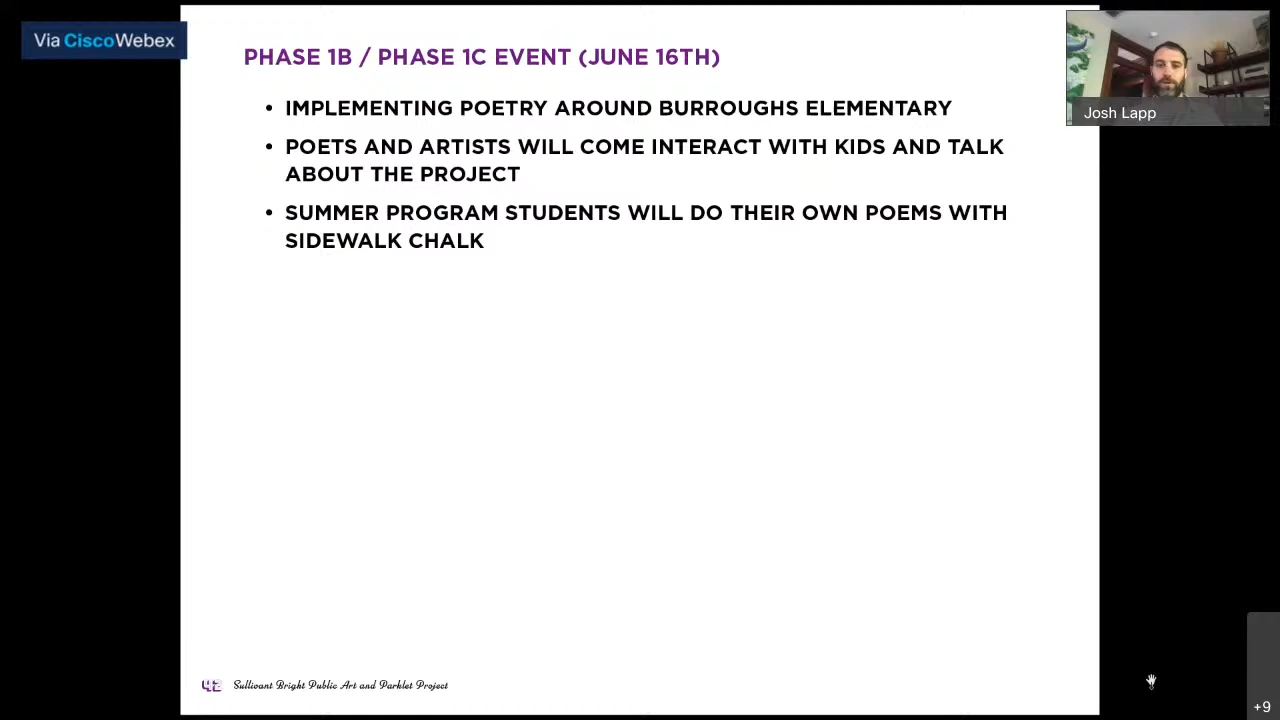 Via CiscoWebex
PHASE 1B / PHASE 1C EVENT (JUNE 16TH)
• IMPLEMENTING POETRY AROUND BURROUGHS ELEMENTARY
• POETS AND ARTISTS WILL COME INTERACT WITH KIDS AND TALK
ABOUT THE PROJECT
• SUMMER PROGRAM STUDENTS WILL DO THEIR OWN POEMS WITH
SIDEWALK CHALK
Josh Lapp
42 Sullivant Bright Public Art and Parklet Project
+9